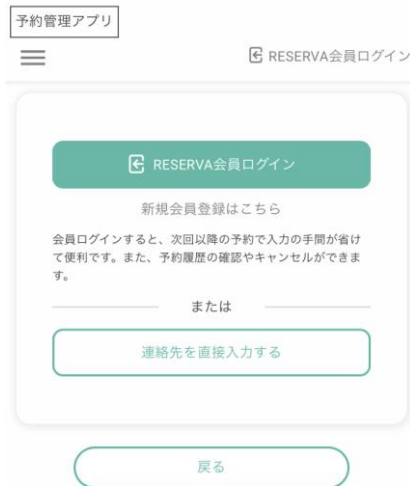 予約管理アプリ
RESERVA会員ログイン
RESERVA会員ログイン
新規会員登録はこちら
会員ログインすると、次回以降の予約で入力の手間が省け
て便利です。また、予約履歴の確認やキャンセルができま
す。
または
連絡先を直接入力する
戻る